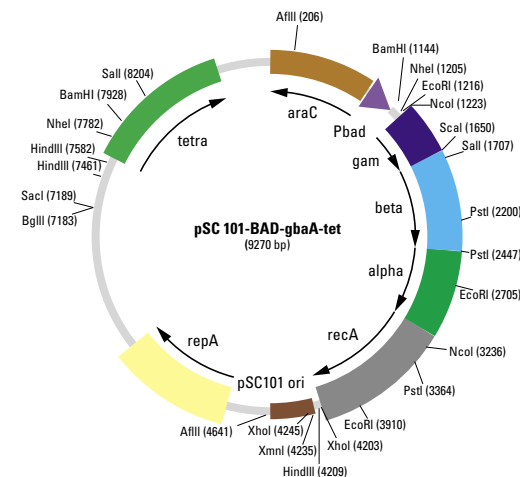 AflII (206)
BamHI (1144)
NheI (1205)
EcoRI (1216)
NcoI (1223)
ScaI (1650)
SalI (1707)
PstI (2200)
PstI (2447)
EcoRI (2705)
NcoI (3236)
PstI (3364)
EcoRI (3910)
XhoI (4203)
HindIII (4209)
XmnI (4235)
XhoI (4245)
AflII (4641)
BglII (7183)
SacI (7189)
HindIII (7461)
HindIII (7582)
NheI (7782)
BamHI (7928)
SalI (8204)
araC
Pbad
gam
beta
alpha
recA
pSC101 ori
repA
tetra
pSC 101-BAD-gbaA-tet
(9270 bp)